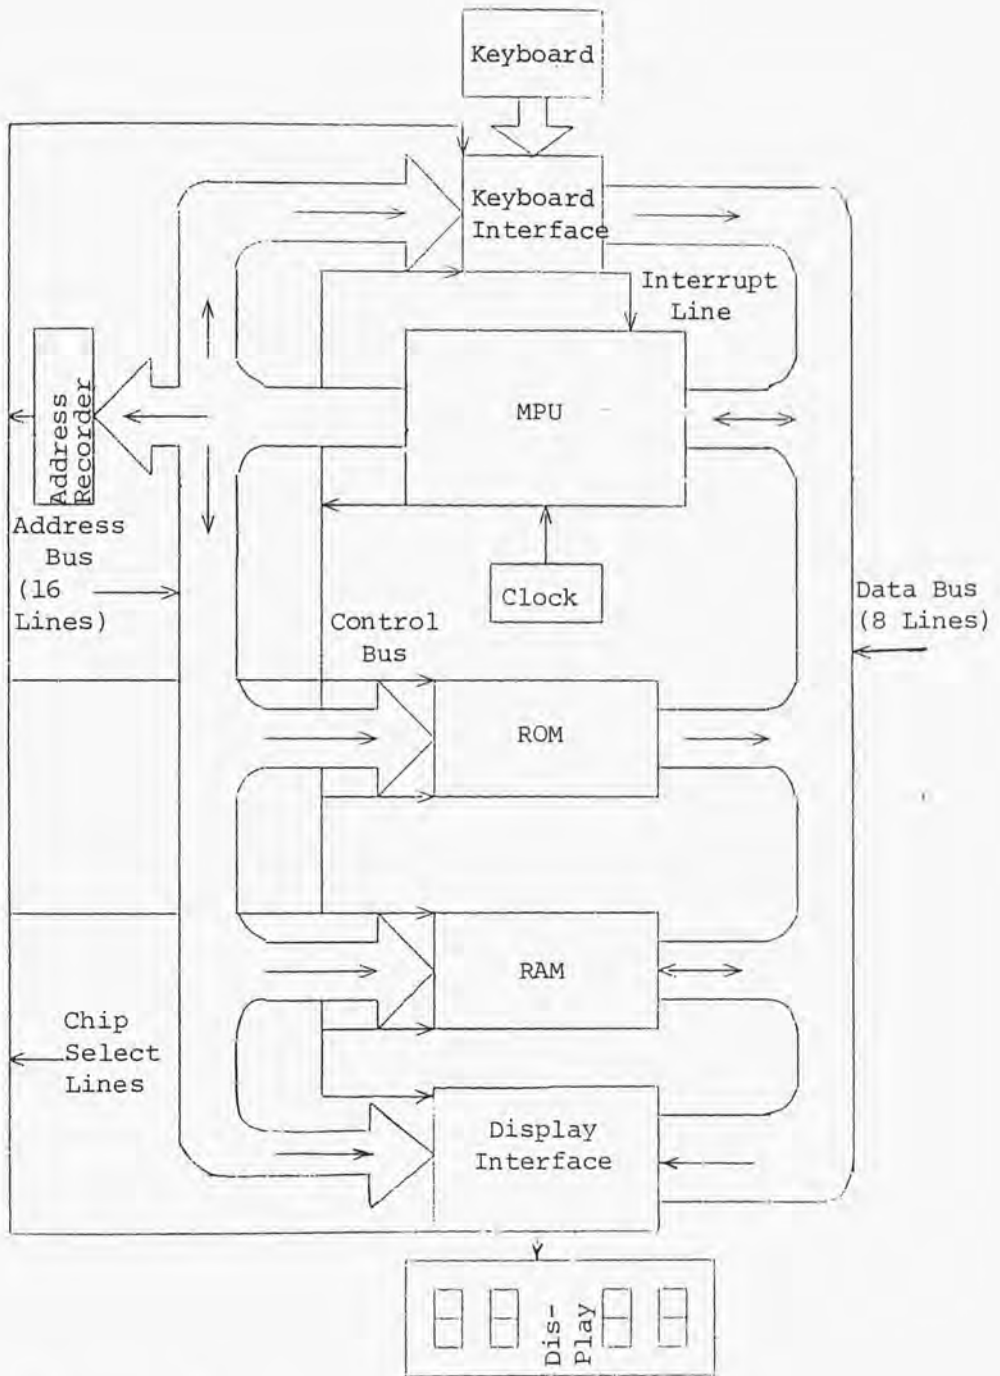 Keyboard
Keyboard
Interface
Interrupt
Line
MPU
Address
Recorder
Address
Bus
(16
Lines)
Clock
Data Bus
(8 Lines)
Control
Bus
ROM
RAM
Chip
Select
Lines
Display
Interface
Dis-
Play